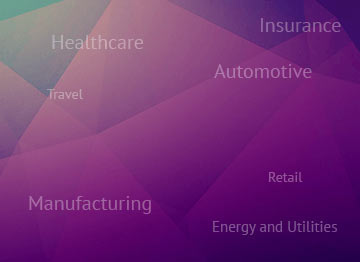 Insurance
Healthcare
Automotive
Travel
Retail
Manufacturing
Energy and Utilities